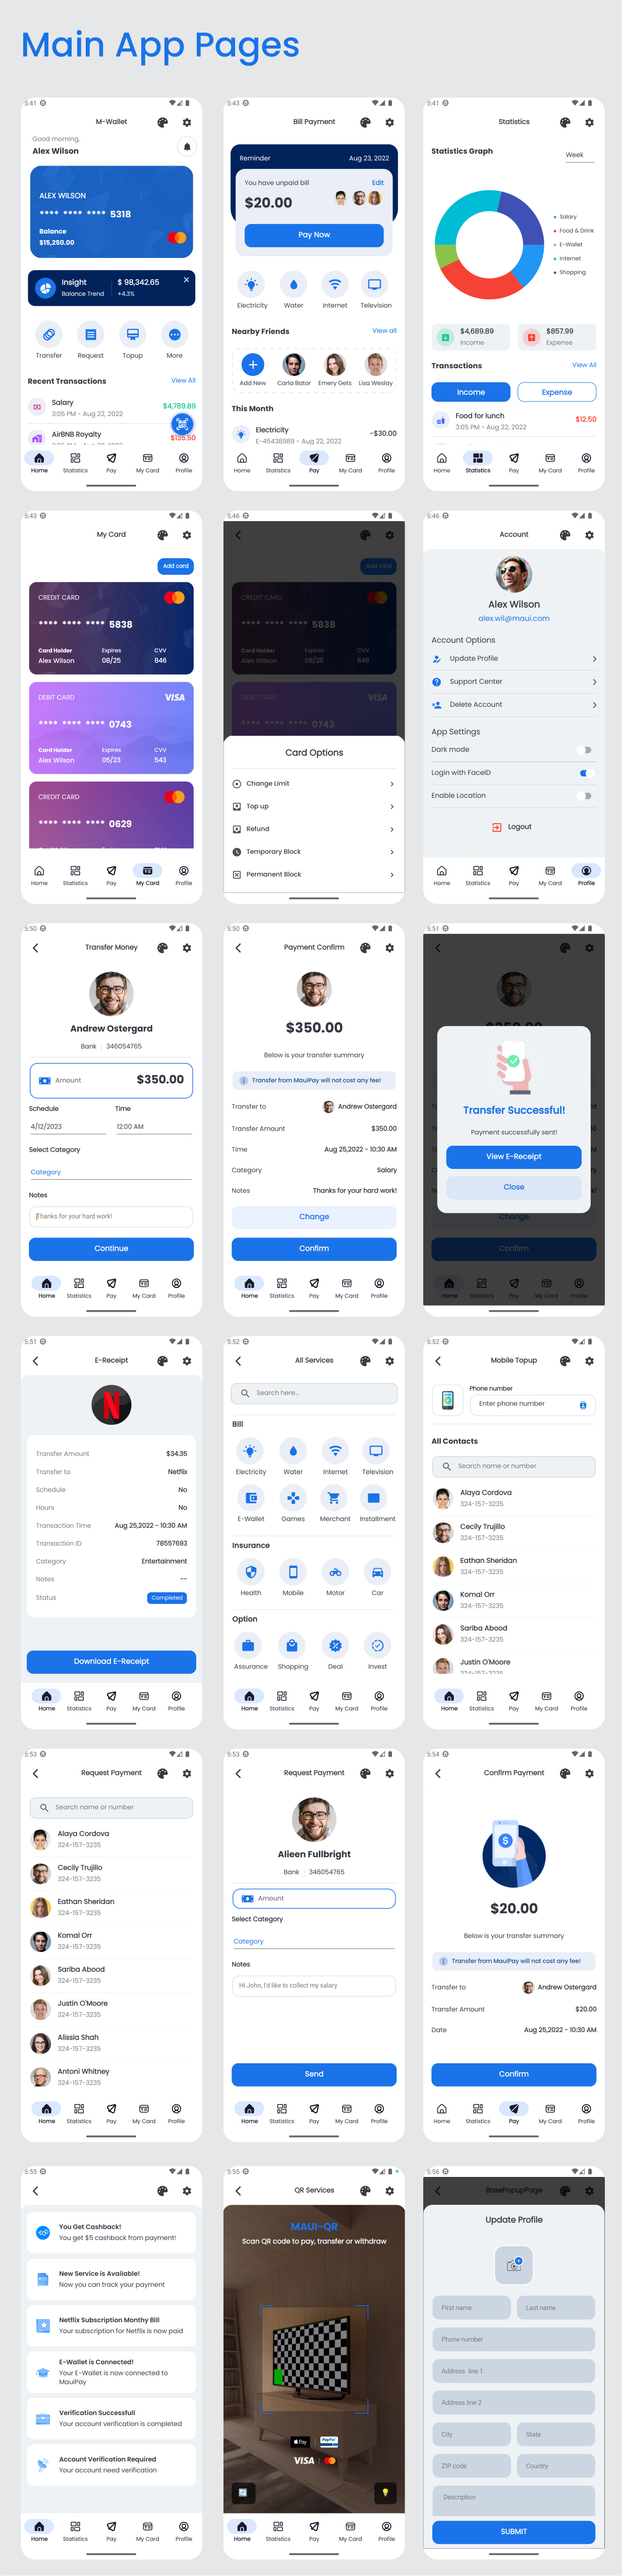 Main App Pages
5:41
M-Wallet
Good morning,
Alex Wilson
ALEX WILSON
**** **** **** 5318
Balance
$15,250.00
Insight
Balance Trend
$ 98,342.65
+4.3%
Transfer
Request
Topup
More
Recent Transactions
View All
Salary
3:05 PM - Aug 22, 2022
$4,789.89
AirBNB Royalty
$135.50
Home
Statistics
Pay
My Card
Profile
5:43
Bill Payment
Reminder
Aug 23, 2022
You have unpaid bill
Edit
$20.00
Pay Now
Electricity
Water
Internet
Television
Nearby Friends
View all
Add New
Carla Bator
Emery Gets
Lisa Weslay
This Month
Electricity
E-45438989 - Aug 22, 2022
-$30.00
Home
Statistics
Pay
My Card
Profile
5:41
Statistics
Statistics Graph
Week
Salary
Food & Drink
E-Wallet
Internet
Shopping
$4,689.89
Income
$857.99
Expense
Transactions
View All
Income
Expense
Food for lunch
3:05 PM - Aug 22, 2022
$12.50
Home
Statistics
Pay
My Card
Profile
5:43
My Card
Add card
CREDIT CARD
**** **** **** 5838
Card Holder
Expires
CVV
Alex Wilson
08/25
846
DEBIT CARD
VISA
**** **** **** 0743
Card Holder
Expires
CVV
Alex Wilson
05/23
543
CREDIT CARD
**** **** **** 0629
Home
Statistics
Pay
My Card
Profile
5:46
Add card
CREDIT CARD
**** **** **** 5838
Card Holder
Expires
CVV
Alex Wilson
08/25
846
DEBIT CARD
VISA
**** **** **** 0743
Card Options
Change Limit
Top up
Refund
Temporary Block
Permanent Block
5:46
Account
Alex Wilson
alex.wil@maui.com
Account Options
Update Profile
Support Center
Delete Account
App Settings
Dark mode
Login with FaceID
Enable Location
Logout
Home
Statistics
Pay
My Card
Profile
5:50
Transfer Money
Andrew Ostergard
Bank
346054765
Amount
$350.00
Schedule
Time
4/12/2023
12:00 AM
Select Category
Category
Notes
Thanks for your hard work!
Continue
Home
Statistics
Pay
My Card
Profile
5:50
Payment Confirm
$350.00
Below is your transfer summary
Transfer from MauiPay will not cost any fee!
Transfer to
Andrew Ostergard
Transfer Amount
$350.00
Time
Aug 25,2022 - 10:30 AM
Category
Salary
Notes
Thanks for your hard work!
Change
Confirm
Home
Statistics
Pay
My Card
Profile
5:51
Transfer Successful!
Payment successfully sent!
View E-Receipt
Close
Change
Confirm
Home
Statistics
Pay
My Card
Profile
5:51
E-Receipt
N
Transfer Amount
$34.35
Transfer to
Netflix
Schedule
No
Hours
No
Transaction Time
Aug 25,2022 - 10:30 AM
Transaction ID
78557693
Category
Entertainment
Notes
--
Status
Completed
Download E-Receipt
Home
Statistics
Pay
My Card
Profile
5:52
All Services
Search here...
Bill
Electricity
Water
Internet
Television
E-Wallet
Games
Merchant
Installment
Insurance
Health
Mobile
Motor
Car
Option
Assurance
Shopping
Deal
Invest
Home
Statistics
Pay
My Card
Profile
5:52
Mobile Topup
Phone number
Enter phone number
All Contacts
Search name or number
Alaya Cordova
324-157-3235
Cecily Trujillo
324-157-3235
Eathan Sheridan
324-157-3235
Komal Orr
324-157-3235
Sariba Abood
324-157-3235
Justin O'Moore
324-157-3235
Home
Statistics
Pay
My Card
Profile
5:53
Request Payment
Search name or number
Alaya Cordova
324-157-3235
Cecily Trujillo
324-157-3235
Eathan Sheridan
324-157-3235
Komal Orr
324-157-3235
Sariba Abood
324-157-3235
Justin O'Moore
324-157-3235
Alissia Shah
324-157-3235
Antoni Whitney
324-157-3235
Home
Statistics
Pay
My Card
Profile
5:53
Request Payment
Alieen Fullbright
Bank
346054765
Amount
Select Category
Category
Notes
Hi John, I'd like to collect my salary
Send
Home
Statistics
Pay
My Card
Profile
5:54
Confirm Payment
$20.00
Below is your transfer summary
Transfer from MauiPay will not cost any fee!
Transfer to
Andrew Ostergard
Transfer Amount
$20.00
Date
Aug 25,2022 - 10:30 AM
Confirm
Home
Statistics
Pay
My Card
Profile
5:55
You Get Cashback!
You get $5 cashback from payment!
New Service is Available!
Now you can track your payment
Netflix Subscription Monthy Bill
Your subscription for Netflix is now paid
E-Wallet is Connected!
Your E-Wallet is now connected to
MauiPay
Verification Successfull
Your account verification is completed
Account Verification Required
Your account need verification
Home
Statistics
Pay
My Card
Profile
5:55
QR Services
MAUI-QR
Scan QR code to pay, transfer or withdraw
Pay
PayPal
VISA
Home
Statistics
Pay
My Card
Profile
5:56
BasePopupPage
Update Profile
First name
Last name
Phone number
Address line 1
Address line 2
City
State
ZIP code
Country
Description
SUBMIT